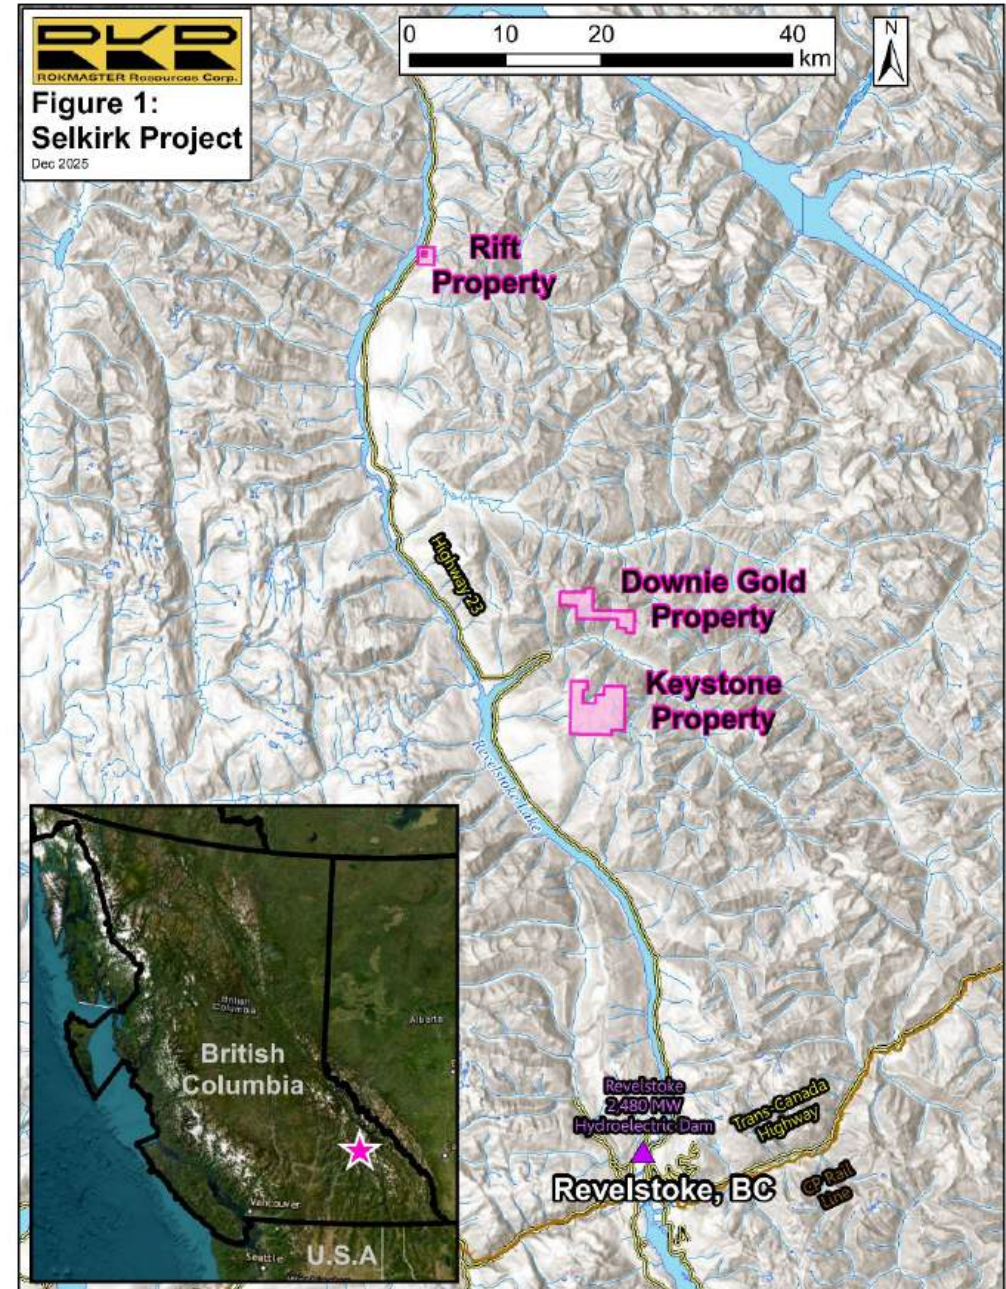 RKR
ROKMASTER Resources Corp.
Figure 1:
Selkirk Project
Dec 2025
0 10 20 40
km
N
Rift
Property
Highway 23
Downie Gold
Property
Keystone
Property
Revelstoke Lake
Revelstoke
2,480 MW
Hydroelectric Dam
Trans-Canada
Highway
Revelstoke, BC
CP Rail
Line
British
Columbia
Alberta
British
Columbia
Vancouver
Seattle
U.S.A